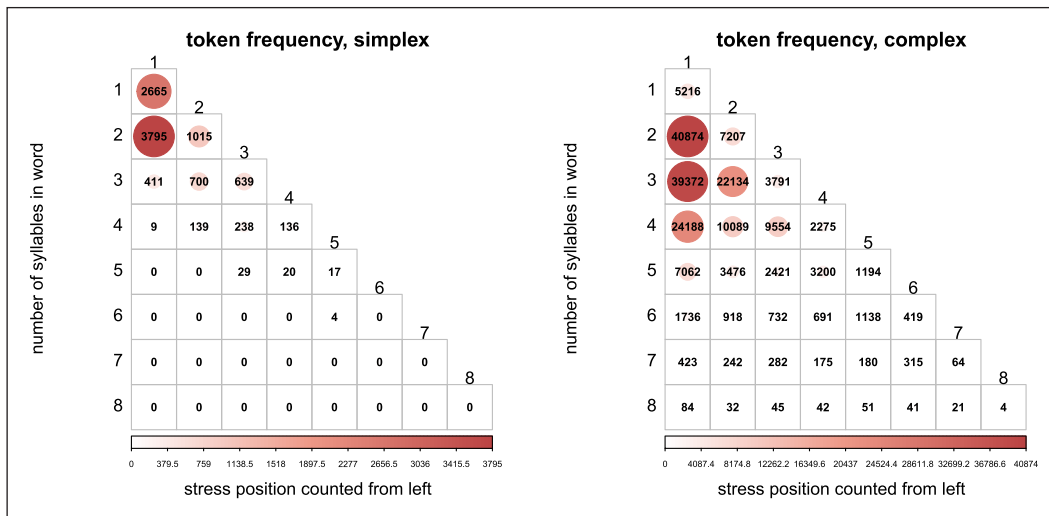 token frequency, simplex
1
1 2665
2
2 3795 1015
3
3 411 700 639
4
4 9 139 238 136
5
5 0 0 29 20 17
6
6 0 0 0 0 4 0
7
7 0 0 0 0 0 0 0
8
8 0 0 0 0 0 0 0 0
number of syllables in word
0 379.5 759 1138.5 1518 1897.5 2277 2656.5 3036 3415.5 3795
stress position counted from left
token frequency, complex
1
1 5216
2
2 40874 7207
3
3 39372 22134 3791
4
4 24188 10089 9554 2275
5
5 7062 3476 2421 3200 1194
6
6 1736 918 732 691 1138 419
7
7 423 242 282 175 180 315 64
8
8 84 32 45 42 51 41 21 4
number of syllables in word
0 4087.4 8174.8 12262.2 16349.6 20437 24524.4 28611.8 32699.2 36786.6 40874
stress position counted from left